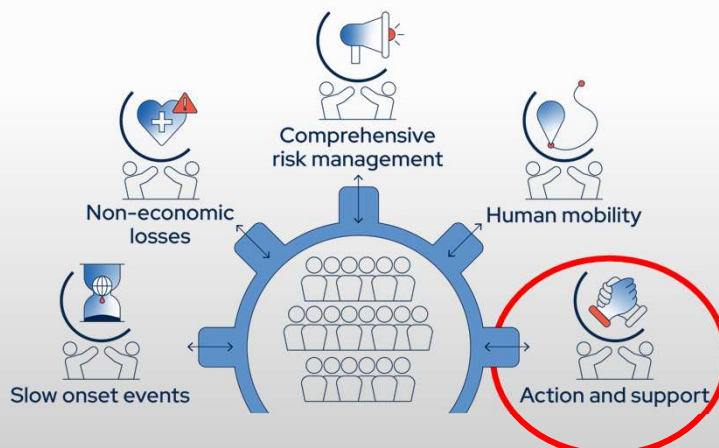 Comprehensive
risk management
Non-economic
losses
Human mobility
Slow onset events
Action and support